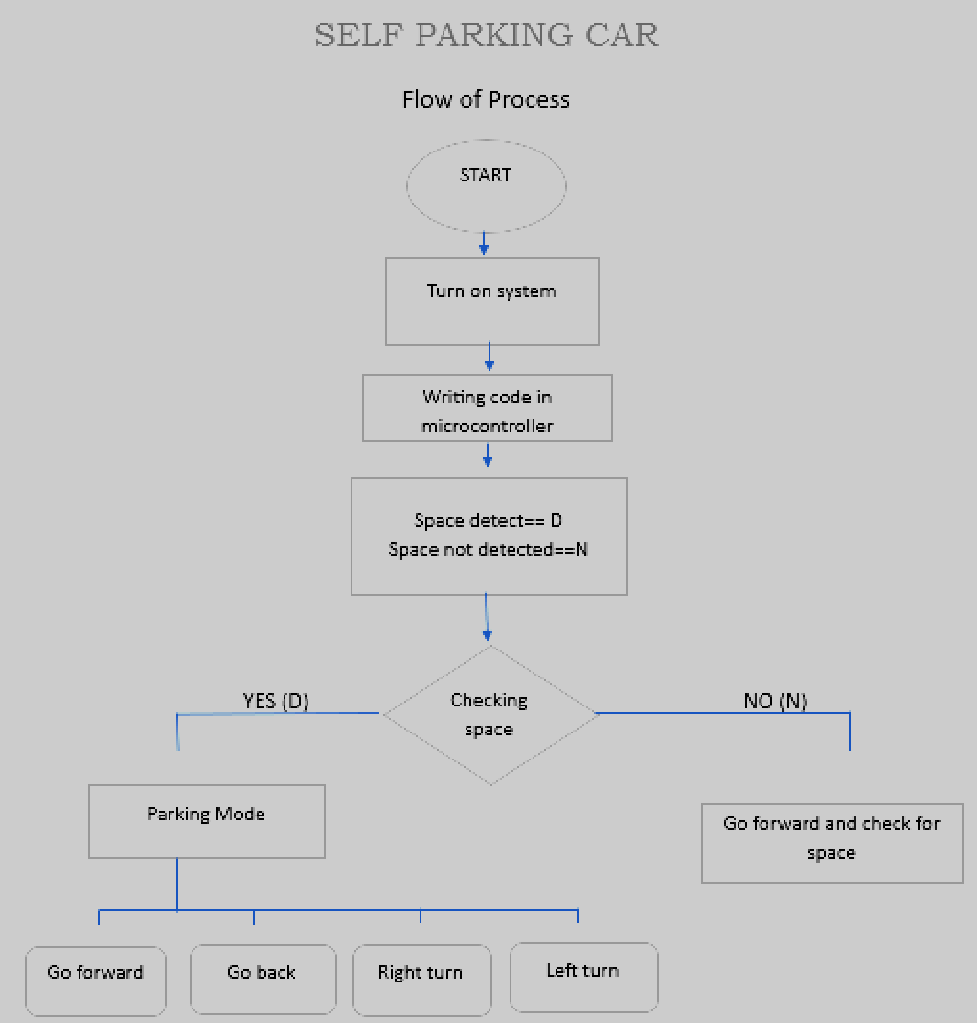 SELF PARKING CAR
Flow of Process
START
Turn on system
Writing code in
microcontroller
Space detect== D
Space not detected==N
Checking
space
YES (D)
NO (N)
Parking Mode
Go forward and check for
space
Go forward
Go back
Right turn
Left turn